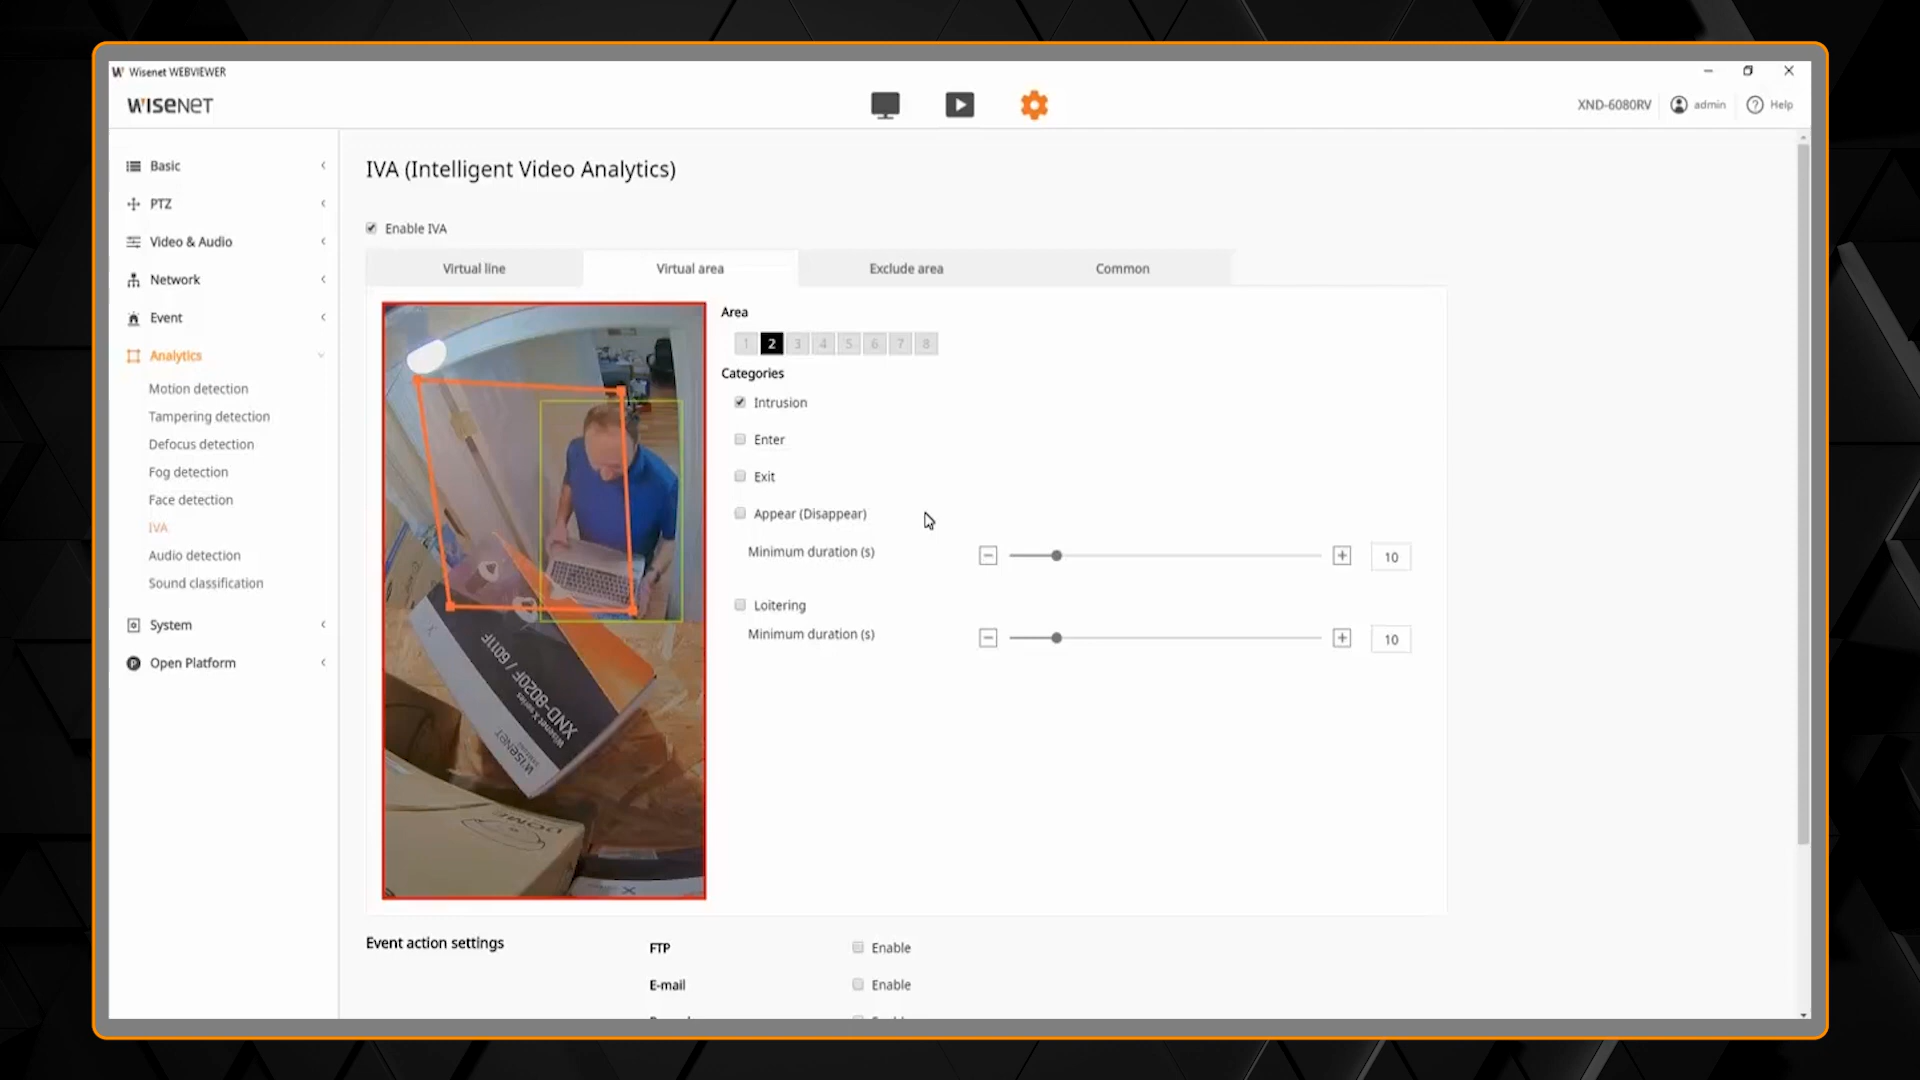 Wisenet WEBVIEWER
WISENET
XND-6080RV
admin
Help
Basic
PTZ
Video & Audio
Network
Event
Analytics
Motion detection
Tampering detection
Defocus detection
Fog detection
Face detection
IVA
Audio detection
Sound classification
System
Open Platform
IVA (Intelligent Video Analytics)
Enable IVA
Virtual line
Virtual area
Exclude area
Common
Area
1 2 3 4 5 6 7 8
Categories
Intrusion
Enter
Exit
Appear (Disappear)
Minimum duration (s)
10
Loitering
Minimum duration (s)
10
XND-8020F / 6011F
Wisenet X series
WISENET
DOME
Event action settings
FTP
Enable
E-mail
Enable